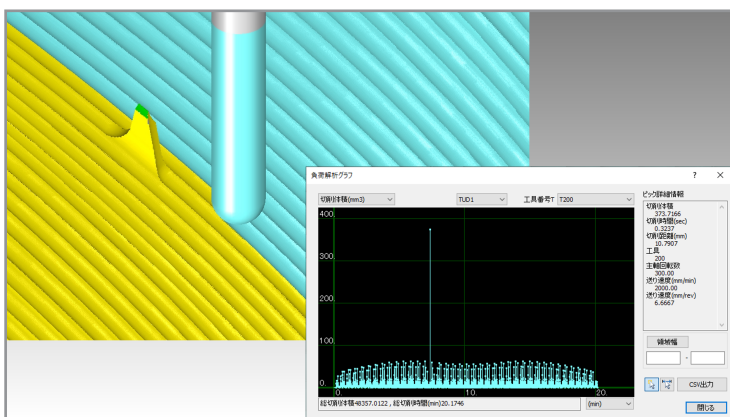 負荷解析グラフ
? ×
切削体積(mm3) TUD1 工具番号T T200
ピック詳細情報
切削体積
373.7166
切削時間(sec)
0.3237
切削距離(mm)
10.7907
工具
200
主軸回転数
300.00
送り速度(mm/min)
2000.00
送り速度(mm/rev)
6.6667
400
300
200
100
0
0 10 20
領域幅
-
CSV出力
総切削体積48357.0122 , 総切削時間(min)20.1746
(min)
閉じる